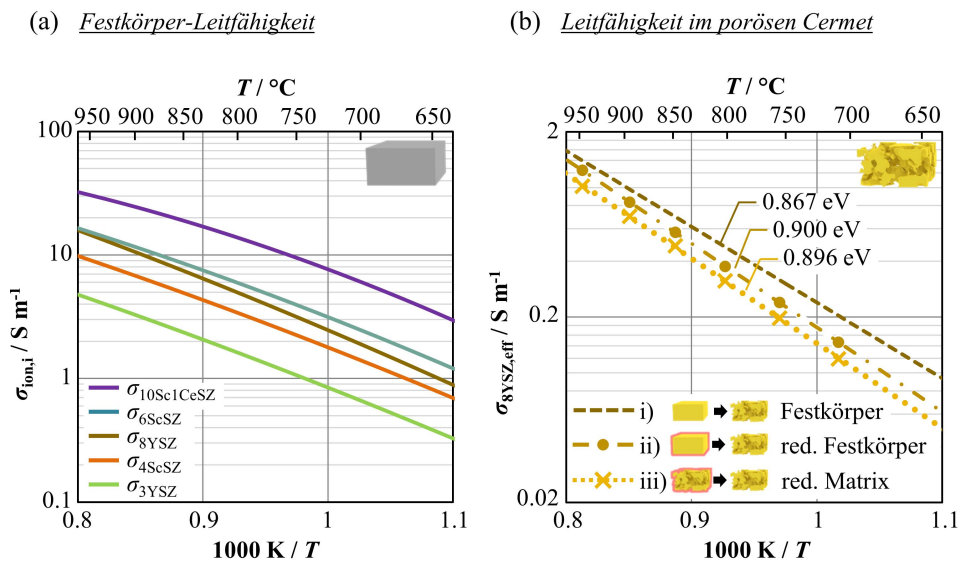 (a) Festkörper-Leitfähigkeit
T / °C
950 900 850 800 750 700 650
100
10
1
0.1
σion,i / S m⁻¹
σ10Sc1CeSZ
σ6ScSZ
σ8YSZ
σ4ScSZ
σ3YSZ
0.8 0.9 1 1.1
1000 K / T
(b) Leitfähigkeit im porösen Cermet
T / °C
950 900 850 800 750 700 650
2
0.2
0.02
σ8YSZ,eff / S m⁻¹
0.867 eV
0.900 eV
0.896 eV
i) Festkörper
ii) red. Festkörper
iii) red. Matrix
0.8 0.9 1 1.1
1000 K / T